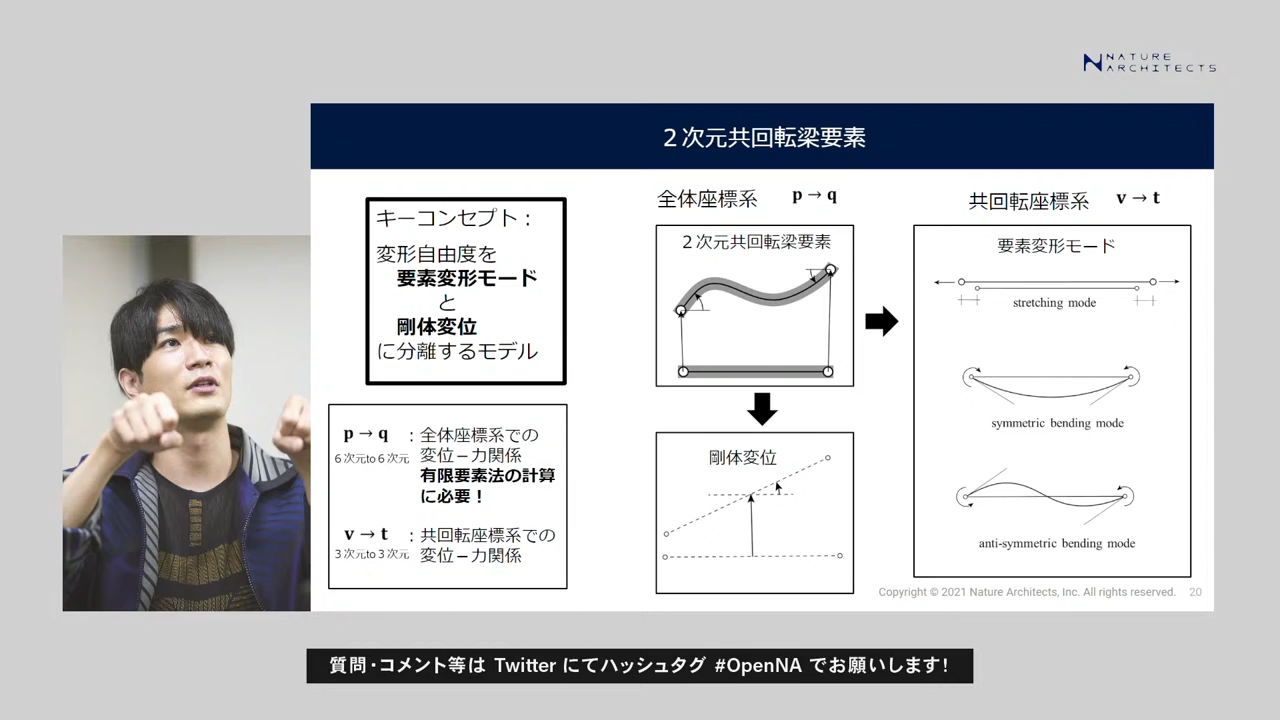 NATURE
ARCHITECTS
2次元共回転梁要素
キーコンセプト:
変形自由度を
要素変形モード
と
剛体変位
に分離するモデル
p → q : 全体座標系での
6次元to6次元 変位－力関係
有限要素法の計算
に必要!
v → t : 共回転座標系での
3次元to3次元 変位－力関係
全体座標系 p → q
2次元共回転梁要素
剛体変位
共回転座標系 v → t
要素変形モード
stretching mode
symmetric bending mode
anti-symmetric bending mode
Copyright © 2021 Nature Architects, Inc. All rights reserved. 20
質問・コメント等は Twitter にてハッシュタグ #OpenNA でお願いします!